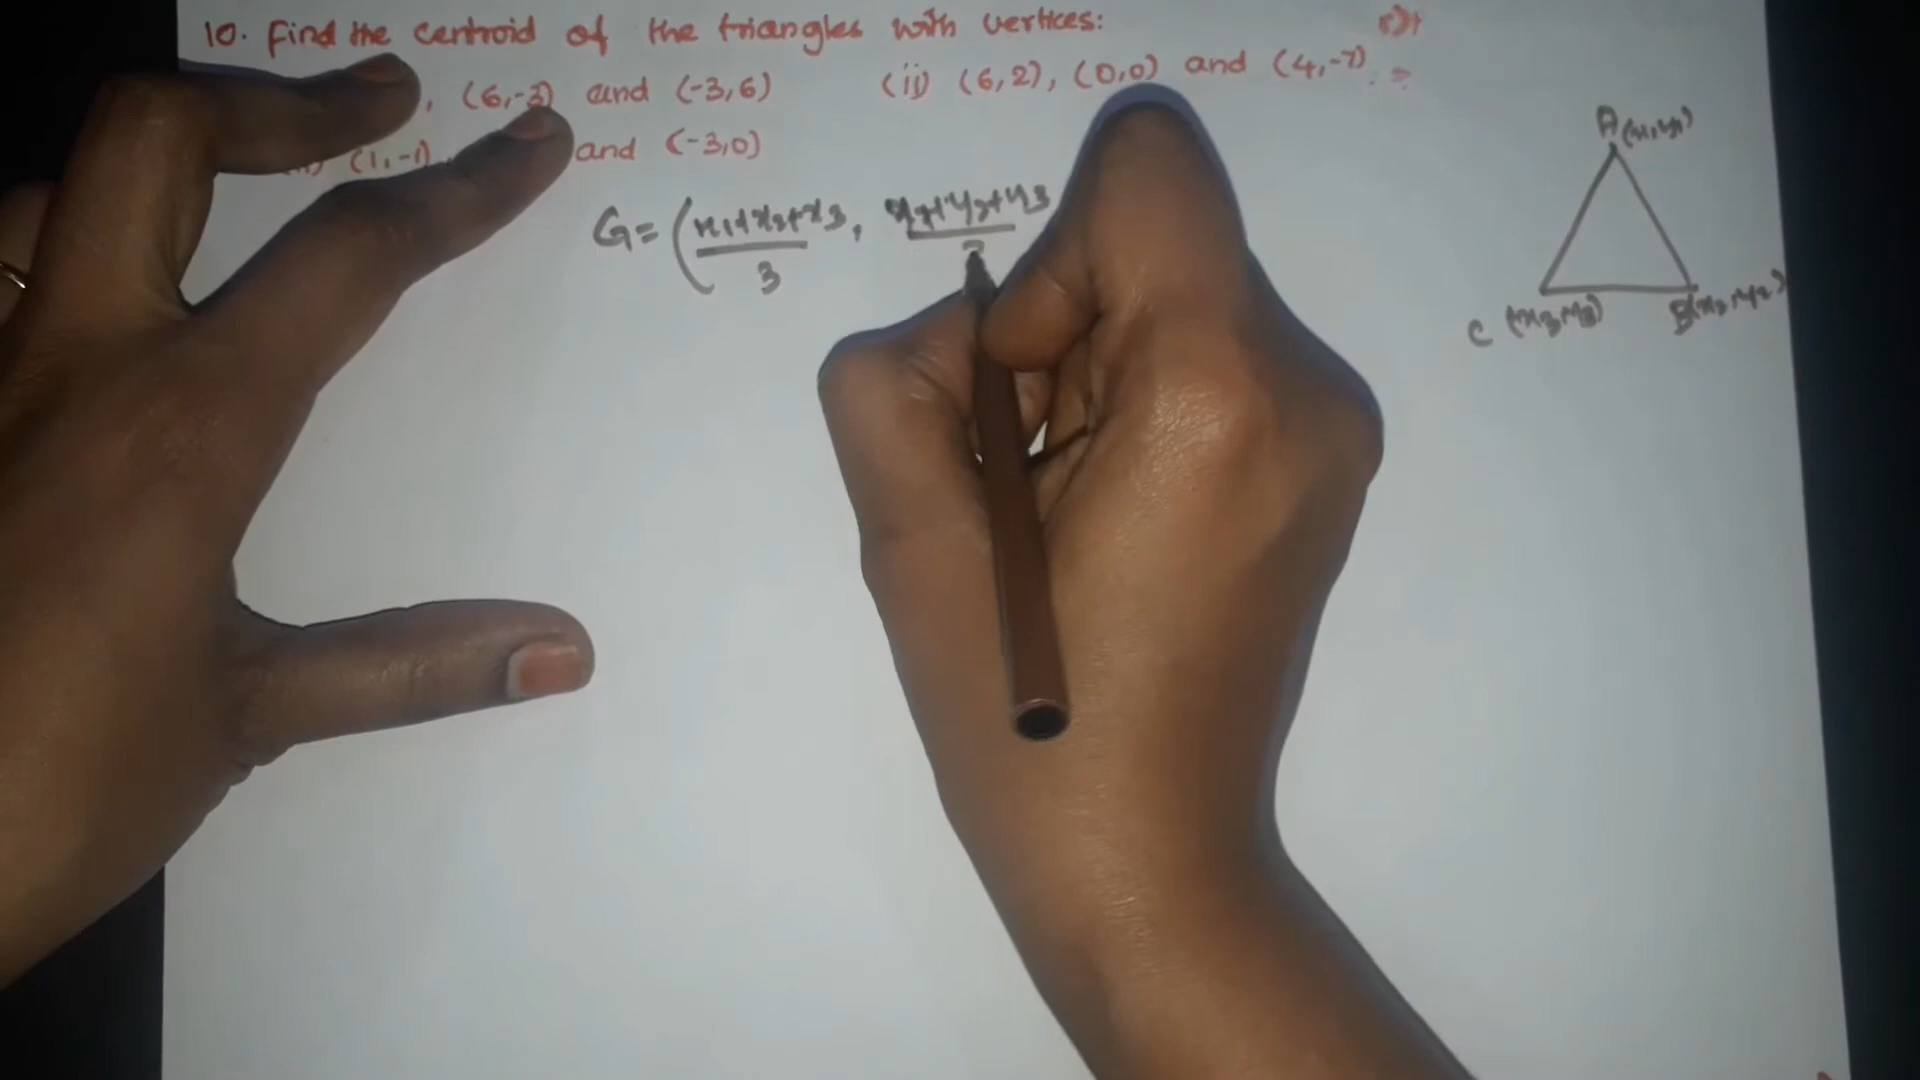 10. Find the centroid of the triangles with vertices:
, (6,-3) and (-3,6) (ii) (6,2), (0,0) and (4,-7)
(1,-1) and (-3,0)
A(x1,y1)
G=(x1+x2+x3/3, y1+y2+y3/3
C (x3,y3) B(x2,y2)